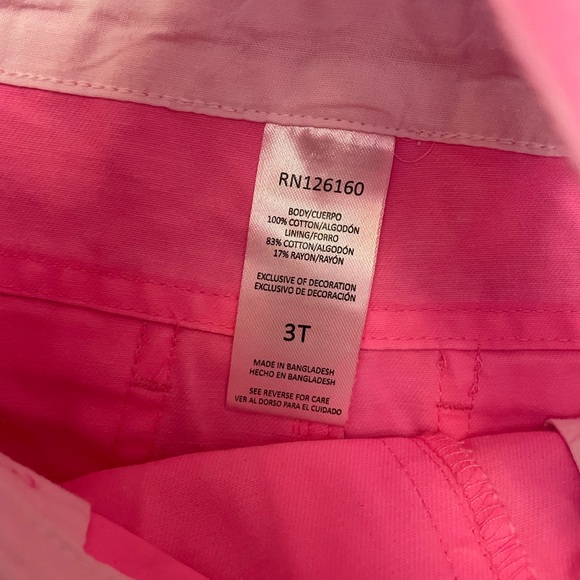 RN126160
BODY/CUERPO
100% COTTON/ALGODÓN
LINING/FORRO
83% COTTON/ALGODÓN
17% RAYON/RAYÓN
EXCLUSIVE OF DECORATION
EXCLUSIVO DE DECORACIÓN
3T
MADE IN BANGLADESH
HECHO EN BANGLADESH
SEE REVERSE FOR CARE
VER AL DORSO PARA EL CUIDADO